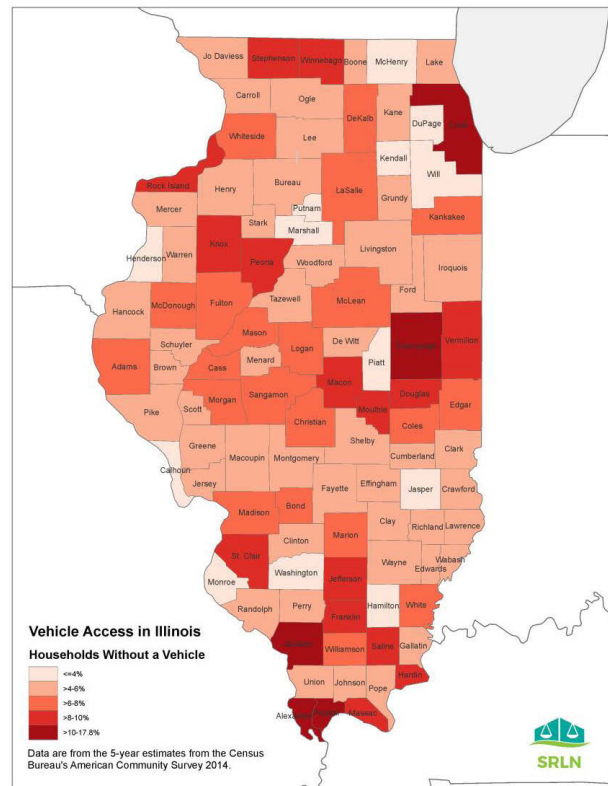 Jo Daviess
Stephenson
Winnebago
Boone
McHenry
Lake
Carroll
Ogle
DeKalb
Kane
DuPage
Whiteside
Lee
Kendall
Will
Rock Island
Henry
Bureau
LaSalle
Grundy
Mercer
Putnam
Kankakee
Stark
Marshall
Henderson
Warren
Knox
Peoria
Livingston
Woodford
Iroquois
Ford
Tazewell
McLean
Fulton
McDonough
Hancock
Mason
Schuyler
Logan
De Witt
Vermilion
Piatt
Adams
Brown
Cass
Menard
Macon
Douglas
Morgan
Sangamon
Moultrie
Edgar
Scott
Christian
Coles
Pike
Shelby
Greene
Cumberland
Clark
Macoupin
Montgomery
Calhoun
Jersey
Fayette
Effingham
Jasper
Crawford
Madison
Bond
Clay
Richland
Lawrence
Clinton
Marion
St. Clair
Wabash
Wayne
Edwards
Washington
Monroe
Jefferson
Hamilton
White
Randolph
Perry
Franklin
Williamson
Saline
Gallatin
Hardin
Union
Johnson
Pope
Massac
Vehicle Access in Illinois
Households Without a Vehicle
<=4%
>4-6%
>6-8%
>8-10%
>10-17.8%
Data are from the 5-year estimates from the Census
Bureau's American Community Survey 2014.
SRLN